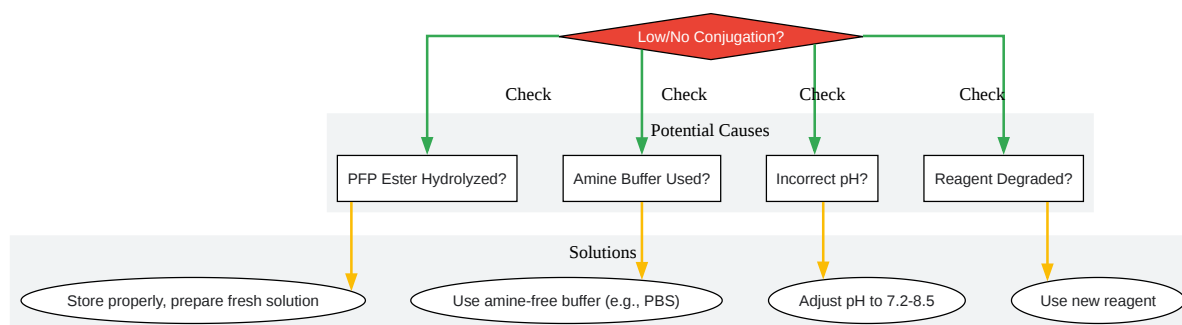 Low/No Conjugation?
Check
Check
Check
Check
Potential Causes
PFP Ester Hydrolyzed?
Amine Buffer Used?
Incorrect pH?
Reagent Degraded?
Solutions
Store properly, prepare fresh solution
Use amine-free buffer (e.g., PBS)
Adjust pH to 7.2-8.5
Use new reagent